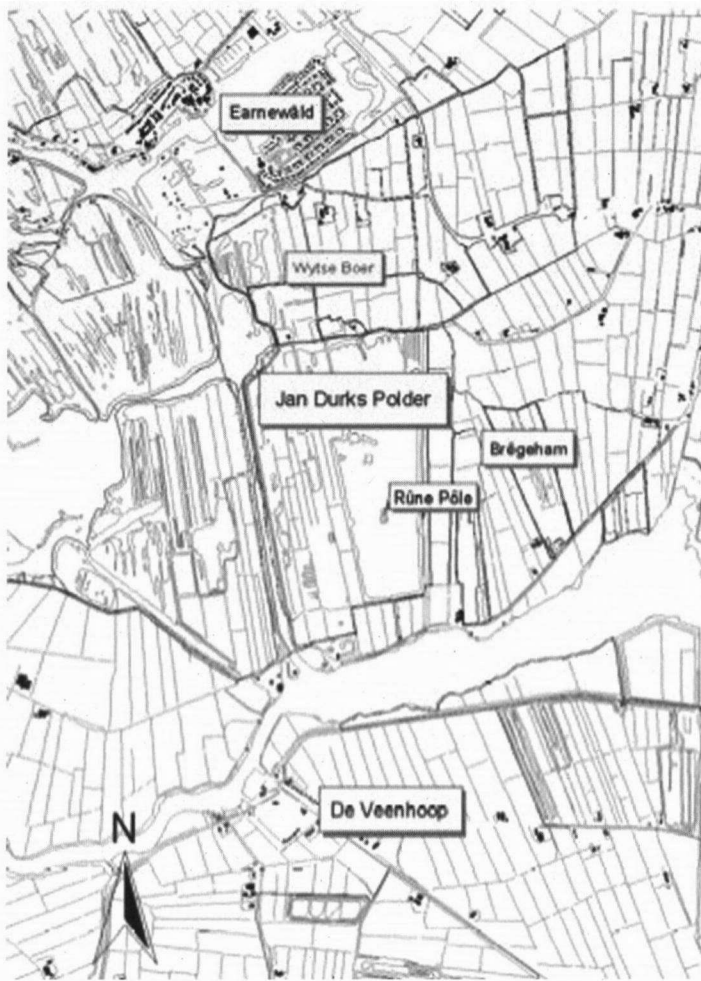 Earnewâld
Wytse Boer
Jan Durks Polder
Brêgeham
Rûne Pôle
De Veenhoop
N